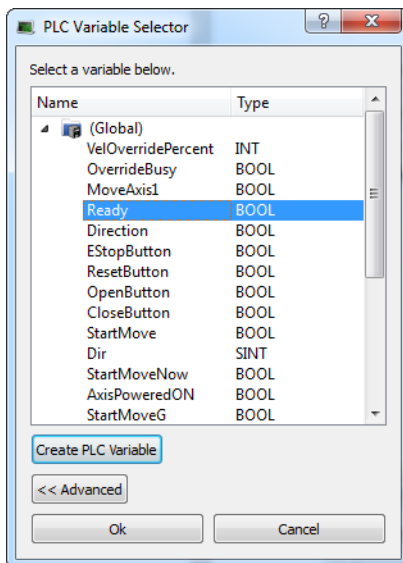 PLC Variable Selector
Select a variable below.
Name Type
(Global)
VelOverridePercent INT
OverrideBusy BOOL
MoveAxis1 BOOL
Ready BOOL
Direction BOOL
EStopButton BOOL
ResetButton BOOL
OpenButton BOOL
CloseButton BOOL
StartMove BOOL
Dir SINT
StartMoveNow BOOL
AxisPoweredON BOOL
StartMoveG BOOL
Create PLC Variable
<< Advanced
Ok Cancel